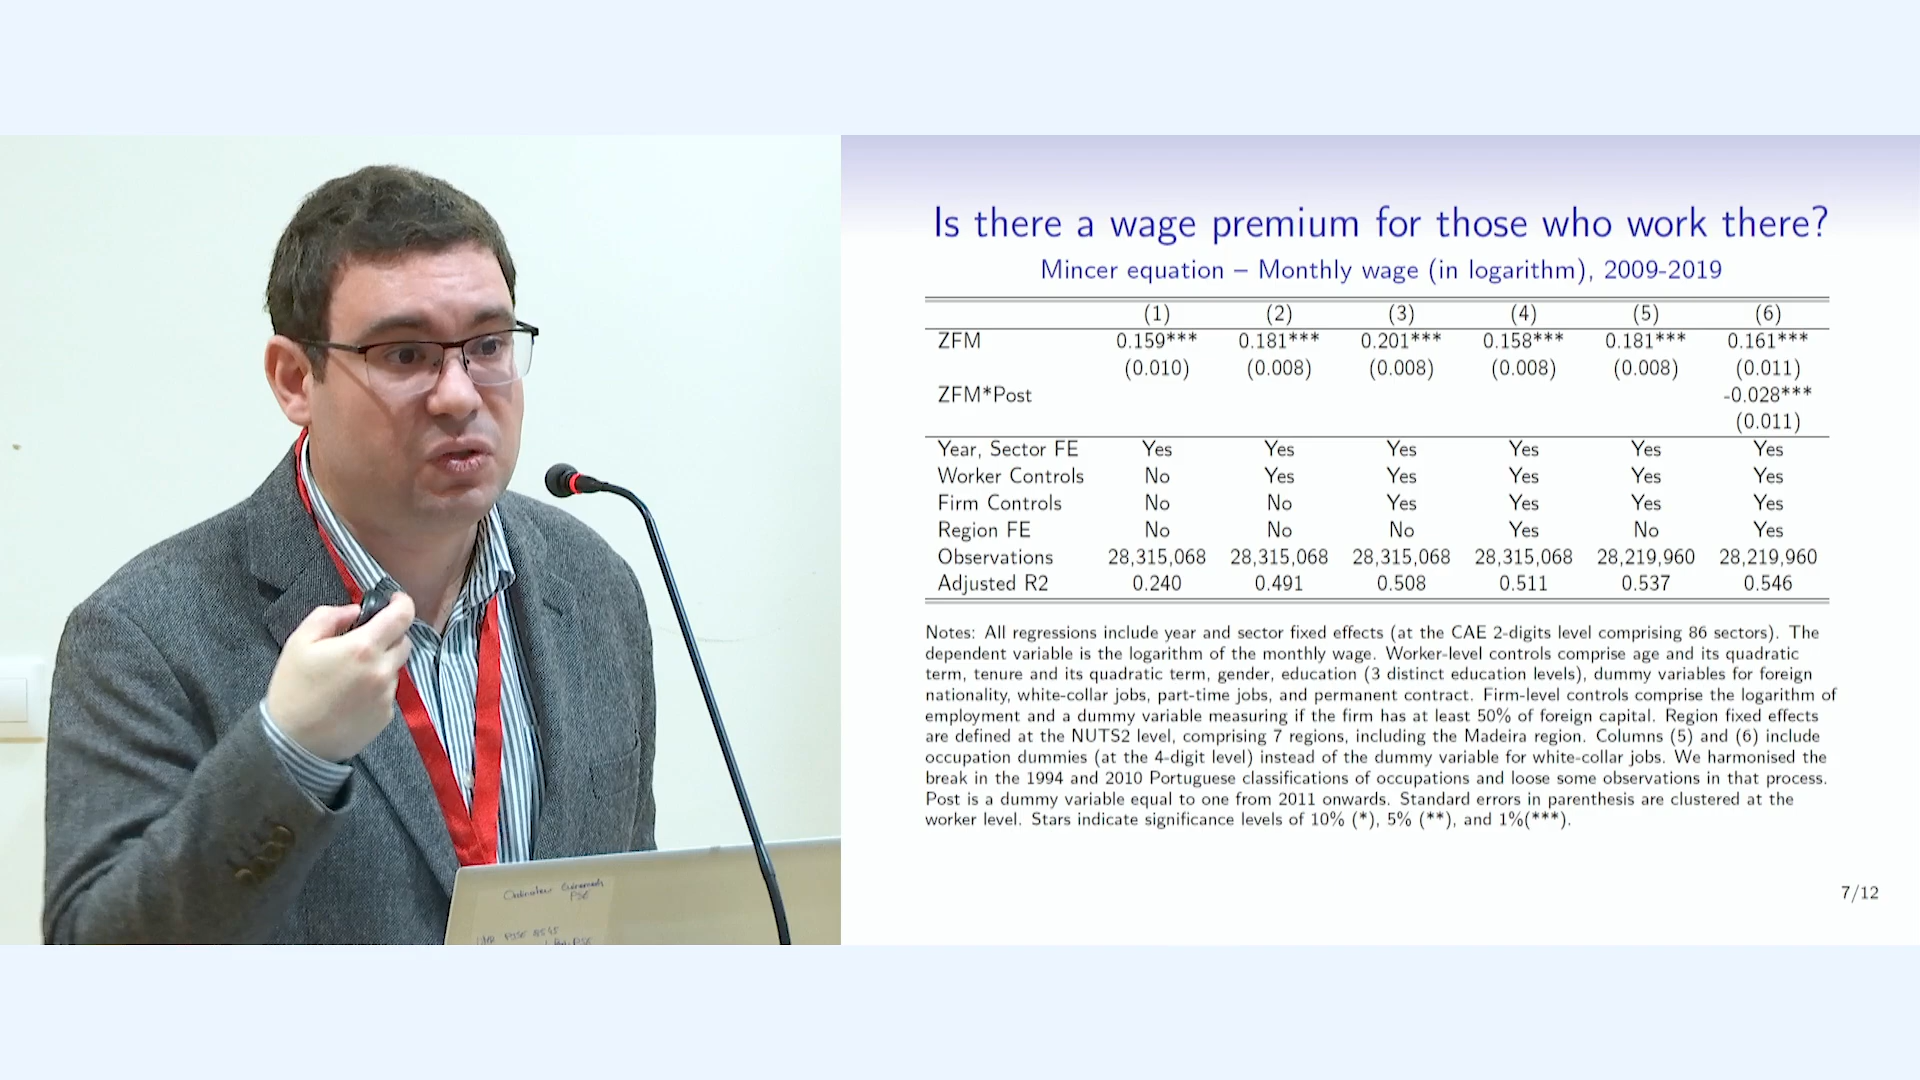 Is there a wage premium for those who work there?
Mincer equation – Monthly wage (in logarithm), 2009-2019
(1) (2) (3) (4) (5) (6)
ZFM 0.159*** 0.181*** 0.201*** 0.158*** 0.181*** 0.161***
(0.010) (0.008) (0.008) (0.008) (0.008) (0.011)
ZFM*Post -0.028***
(0.011)
Year, Sector FE Yes Yes Yes Yes Yes Yes
Worker Controls No Yes Yes Yes Yes Yes
Firm Controls No No Yes Yes Yes Yes
Region FE No No No Yes No Yes
Observations 28,315,068 28,315,068 28,315,068 28,315,068 28,219,960 28,219,960
Adjusted R2 0.240 0.491 0.508 0.511 0.537 0.546
Notes: All regressions include year and sector fixed effects (at the CAE 2-digits level comprising 86 sectors). The
dependent variable is the logarithm of the monthly wage. Worker-level controls comprise age and its quadratic
term, tenure and its quadratic term, gender, education (3 distinct education levels), dummy variables for foreign
nationality, white-collar jobs, part-time jobs, and permanent contract. Firm-level controls comprise the logarithm of
employment and a dummy variable measuring if the firm has at least 50% of foreign capital. Region fixed effects
are defined at the NUTS2 level, comprising 7 regions, including the Madeira region. Columns (5) and (6) include
occupation dummies (at the 4-digit level) instead of the dummy variable for white-collar jobs. We harmonised the
break in the 1994 and 2010 Portuguese classifications of occupations and loose some observations in that process.
Post is a dummy variable equal to one from 2011 onwards. Standard errors in parenthesis are clustered at the
worker level. Stars indicate significance levels of 10% (*), 5% (**), and 1%(***).
7/12
PSE